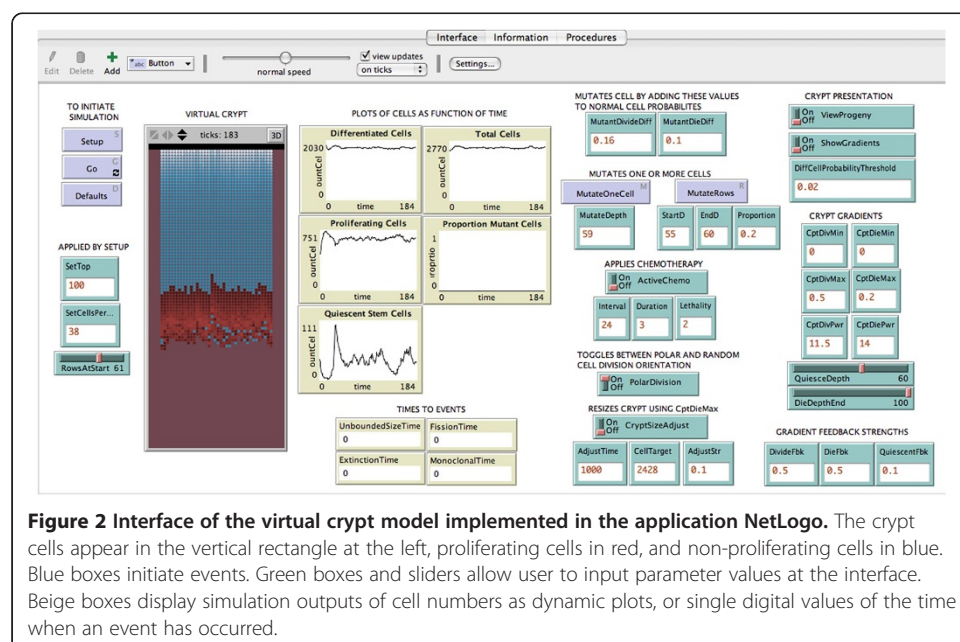 Interface Information Procedures
Edit Delete Add
abc Button
normal speed
view updates
on ticks
Settings...
TO INITIATE
SIMULATION
Setup S
Go G
Defaults D
APPLIED BY SETUP
SetTop
100
SetCellsPer...
38
RowsAtStart 61
VIRTUAL CRYPT
ticks: 183 3D
PLOTS OF CELLS AS FUNCTION OF TIME
Differentiated Cells
2030
ountCel
0
0 time 184
Total Cells
2770
ountCel
0
0 time 184
Proliferating Cells
751
ountCel
0
0 time 184
Proportion Mutant Cells
1
roportio
0
0 time 184
Quiescent Stem Cells
111
ountCel
0
0 time 184
TIMES TO EVENTS
UnboundedSizeTime
0
FissionTime
0
ExtinctionTime
0
MonoclonalTime
0
MUTATES CELL BY ADDING THESE VALUES
TO NORMAL CELL PROBABILITES
MutantDivideDiff
0.16
MutantDieDiff
0.1
MUTATES ONE OR MORE CELLS
MutateOneCell M
MutateRows R
MutateDepth
59
StartD
55
EndD
60
Proportion
0.2
APPLIES CHEMOTHERAPY
On
Off
ActiveChemo
Interval
24
Duration
3
Lethality
2
TOGGLES BETWEEN POLAR AND RANDOM
CELL DIVISION ORIENTATION
On
Off
PolarDivision
RESIZES CRYPT USING CptDieMax
On
Off
CryptSizeAdjust
AdjustTime
1000
CellTarget
2428
AdjustStr
0.1
CRYPT PRESENTATION
On
Off
ViewProgeny
On
Off
ShowGradients
DiffCellProbabilityThreshold
0.02
CRYPT GRADIENTS
CptDivMin
0
CptDieMin
0
CptDivMax
0.5
CptDieMax
0.2
CptDivPwr
11.5
CptDiePwr
14
QuiesceDepth 60
DieDepthEnd 100
GRADIENT FEEDBACK STRENGTHS
DivideFbk
0.5
DieFbk
0.5
QuiescentFbk
0.1
Figure 2 Interface of the virtual crypt model implemented in the application NetLogo. The crypt
cells appear in the vertical rectangle at the left, proliferating cells in red, and non-proliferating cells in blue.
Blue boxes initiate events. Green boxes and sliders allow user to input parameter values at the interface.
Beige boxes display simulation outputs of cell numbers as dynamic plots, or single digital values of the time
when an event has occurred.